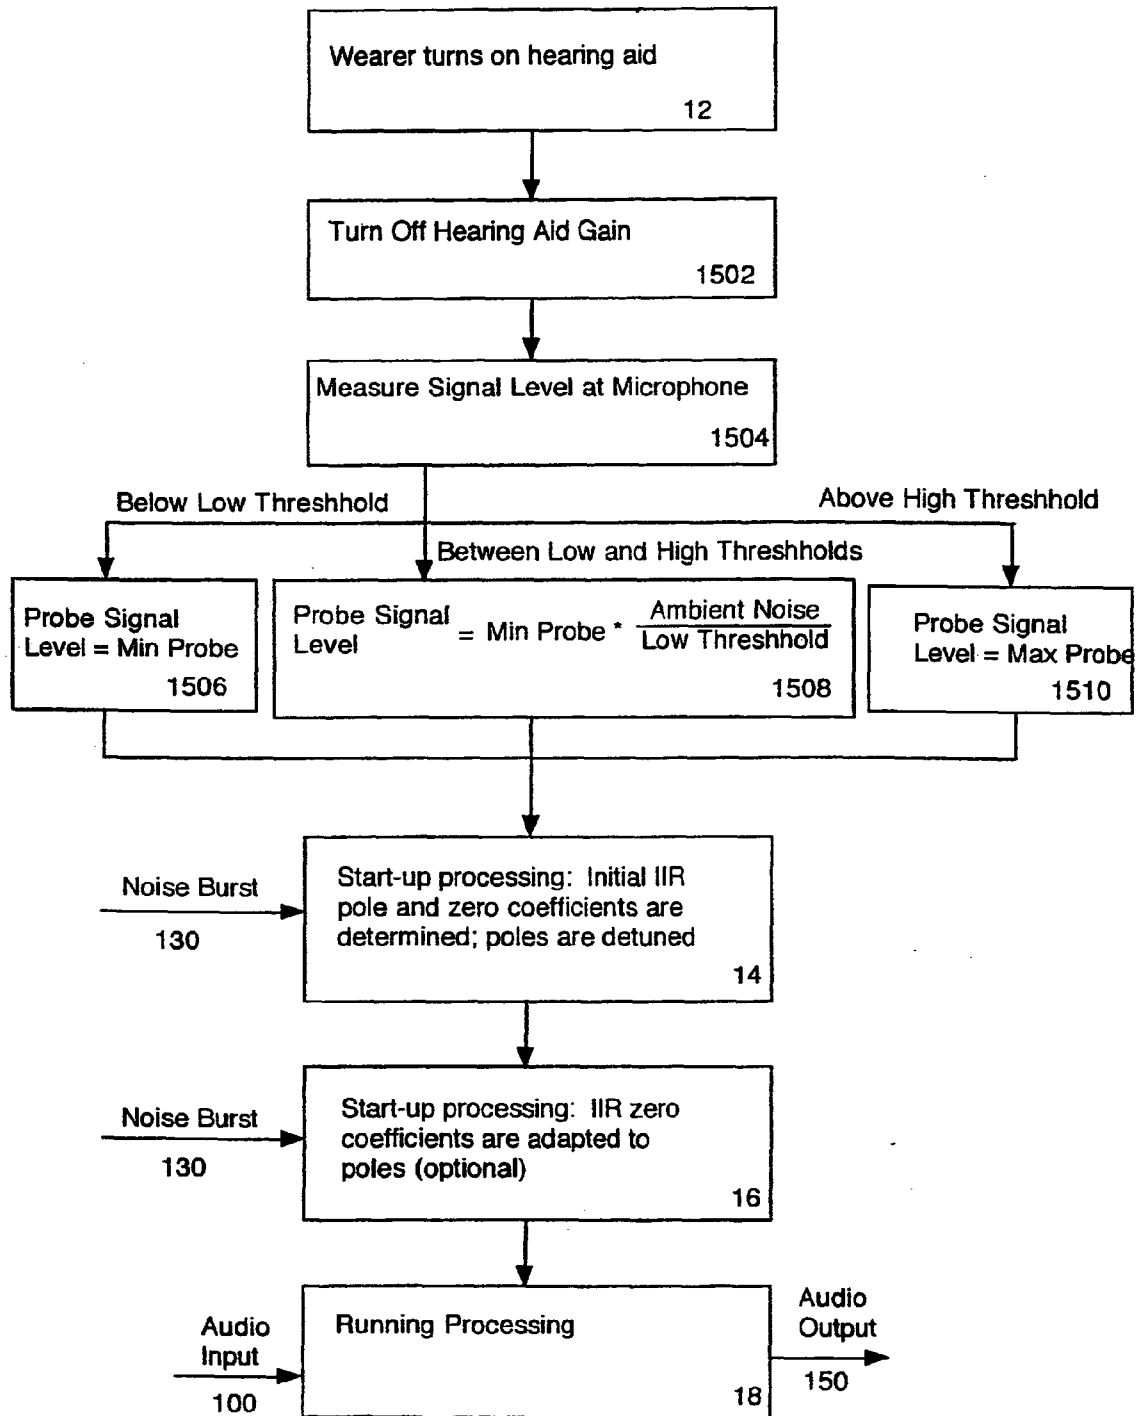 Wearer turns on hearing aid
12
Turn Off Hearing Aid Gain
1502
Measure Signal Level at Microphone
1504
Below Low Threshhold
Above High Threshhold
Between Low and High Threshholds
Probe Signal
Level = Min Probe
1506
Probe Signal
Level
= Min Probe *
Ambient Noise
Low Threshhold
1508
Probe Signal
Level = Max Probe
1510
Noise Burst
130
Start-up processing: Initial IIR
pole and zero coefficients are
determined; poles are detuned
14
Noise Burst
130
Start-up processing: IIR zero
coefficients are adapted to
poles (optional)
16
Audio
Input
100
Running Processing
18
Audio
Output
150